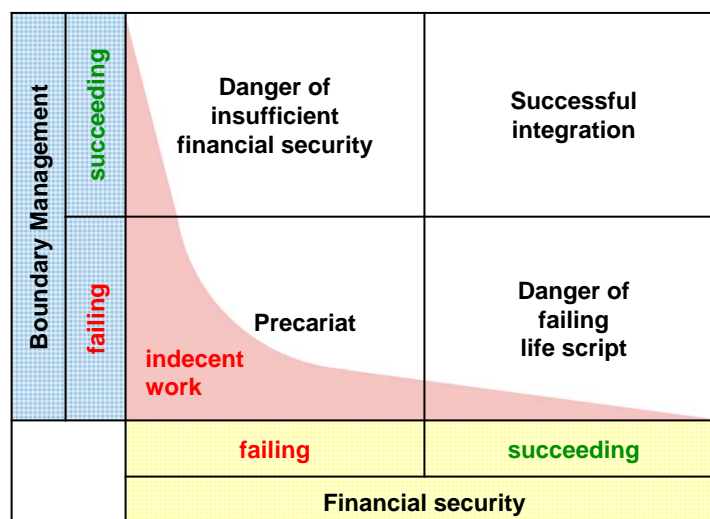 Boundary Management
succeeding
failing
Danger of
insufficient
financial security
Successful
integration
Precariat
Danger of
failing
life script
indecent
work
failing
succeeding
Financial security